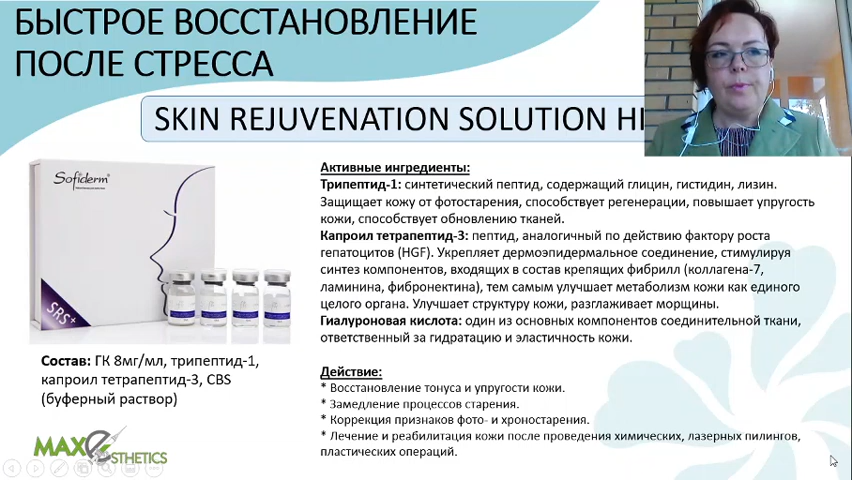 БЫСТРОЕ ВОССТАНОВЛЕНИЕ
ПОСЛЕ СТРЕССА
SKIN REJUVENATION SOLUTION
Sofiderm
SRS+
Активные ингредиенты:
Трипептид-1: синтетический пептид, содержащий глицин, гистидин, лизин.
Защищает кожу от фотостарения, способствует регенерации, повышает упругость
кожи, способствует обновлению тканей.
Капроил тетрапептид-3: пептид, аналогичный по действию фактору роста
гепатоцитов (HGF). Укрепляет дермоэпидермальное соединение, стимулируя
синтез компонентов, входящих в состав крепящих фибрилл (коллагена-7,
ламинина, фибронектина), тем самым улучшает метаболизм кожи как единого
целого органа. Улучшает структуру кожи, разглаживает морщины.
Гиалуроновая кислота: один из основных компонентов соединительной ткани,
ответственный за гидратацию и эластичность кожи.
Состав: ГК 8мг/мл, трипептид-1,
капроил тетрапептид-3, CBS
(буферный раствор)
Действие:
* Восстановление тонуса и упругости кожи.
* Замедление процессов старения.
* Коррекция признаков фото- и хроностарения.
* Лечение и реабилитация кожи после проведения химических, лазерных пилингов,
пластических операций.
MAXESTHETICS